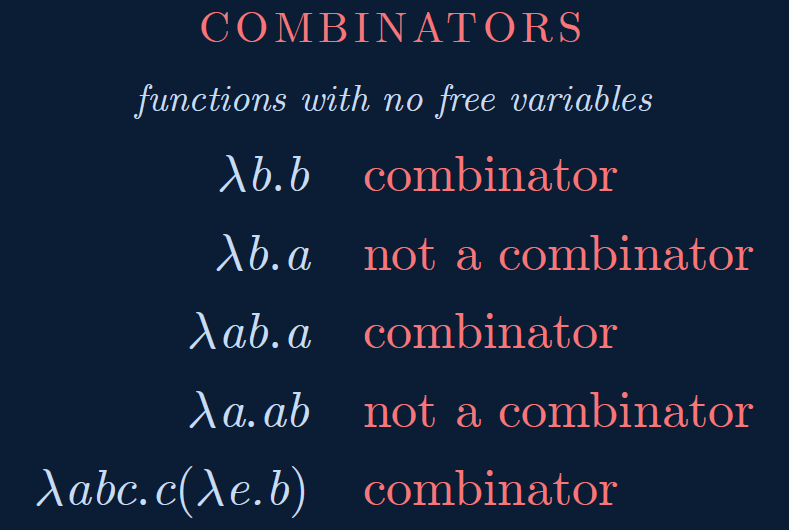 COMBINATORS
functions with no free variables
λb.b combinator
λb.a not a combinator
λab.a combinator
λa.ab not a combinator
λabc.c(λe.b) combinator